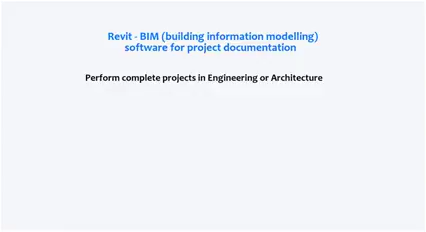 Revit - BIM (building information modelling)
software for project documentation
Perform complete projects in Engineering or Architecture